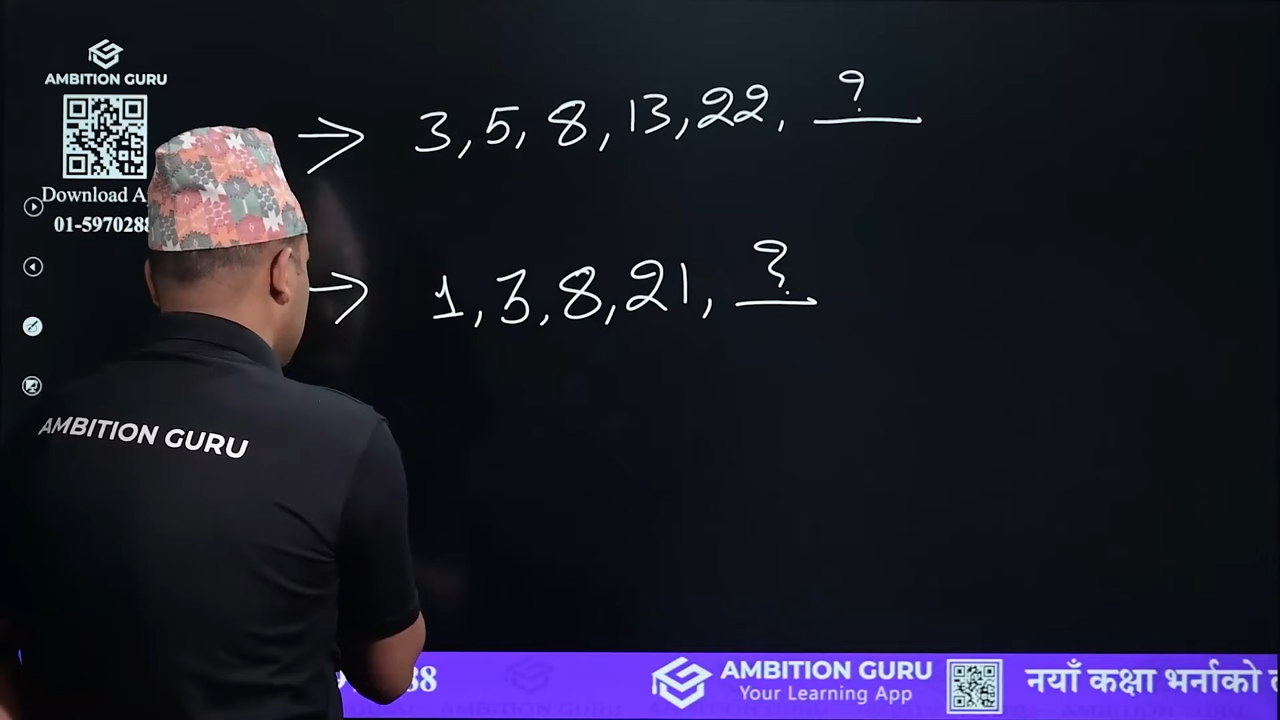 AMBITION GURU
Download A
01-5970288
→ 3, 5, 8, 13, 22, ?
→ 1, 3, 8, 21, ?
AMBITION GURU
88
AMBITION GURU
Your Learning App
नयाँ कक्षा भर्नाको